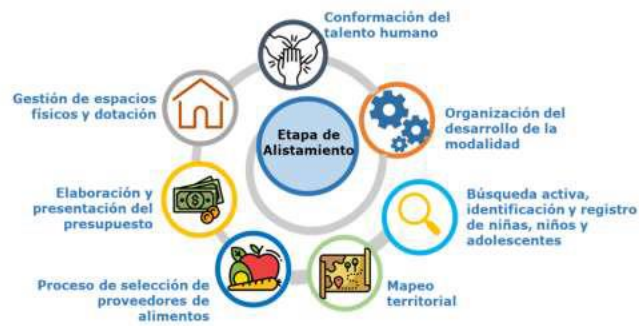 Conformación del
talento humano
Gestión de espacios
físicos y dotación
Etapa de
Alistamiento
Organización del
desarrollo de la
modalidad
Elaboración y
presentación del
presupuesto
Búsqueda activa,
identificación y registro
de niñas, niños y
adolescentes
Proceso de selección de
proveedores de
alimentos
Mapeo
territorial